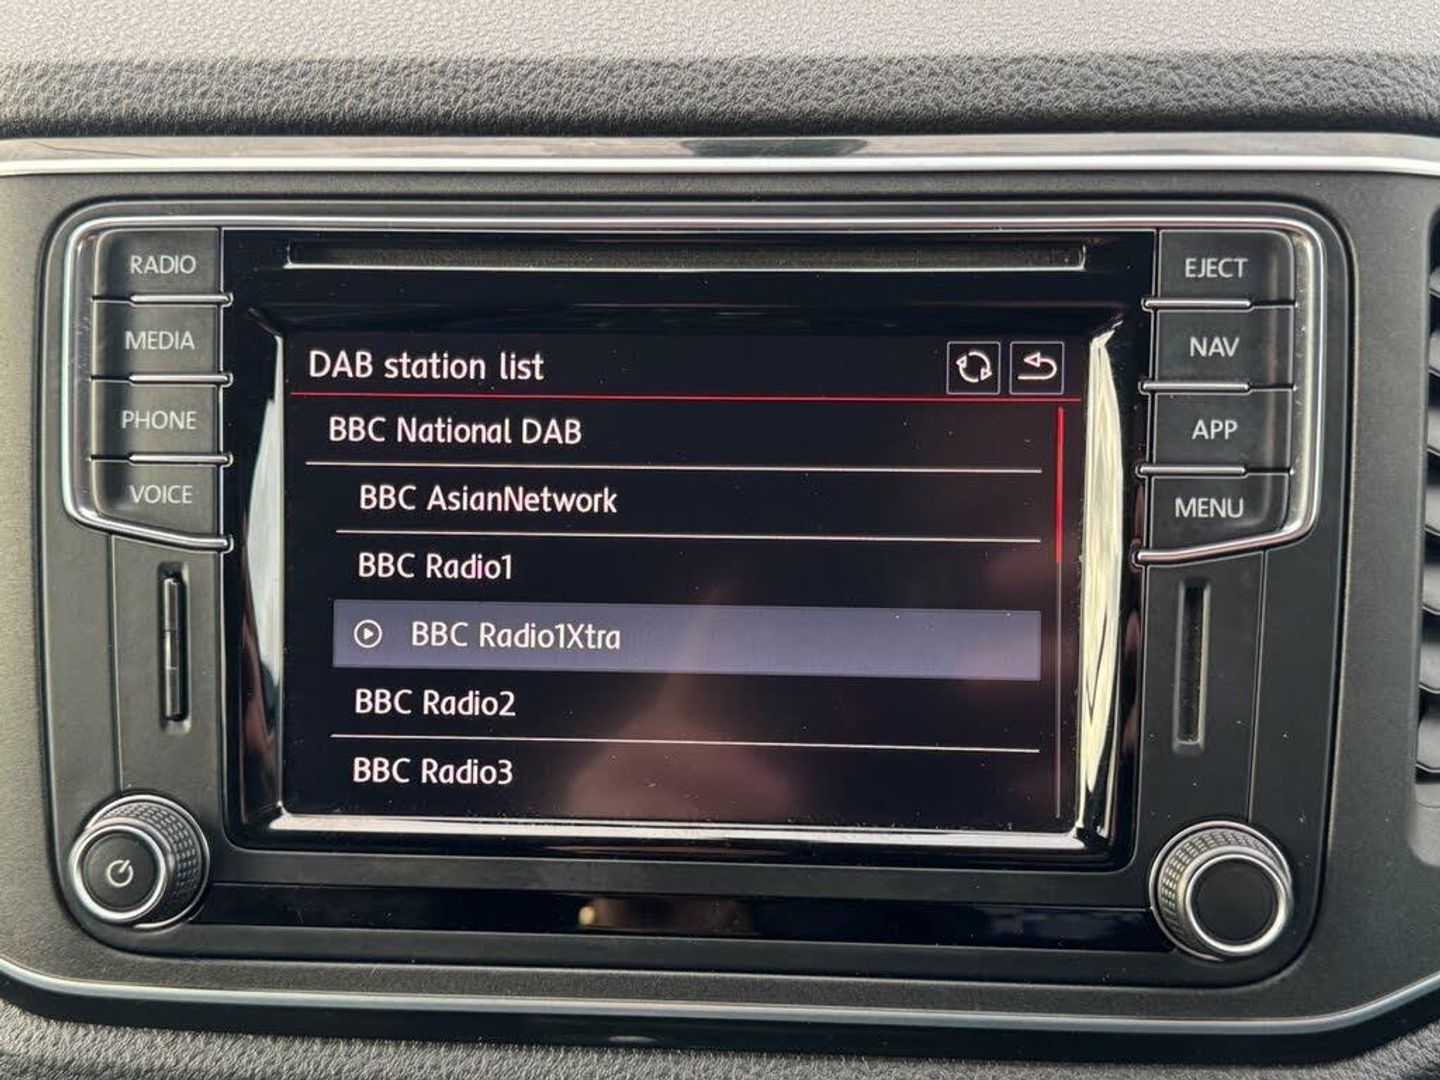 RADIO
MEDIA
PHONE
VOICE
DAB station list
BBC National DAB
BBC AsianNetwork
BBC Radio1
BBC Radio1Xtra
BBC Radio2
BBC Radio3
EJECT
NAV
APP
MENU